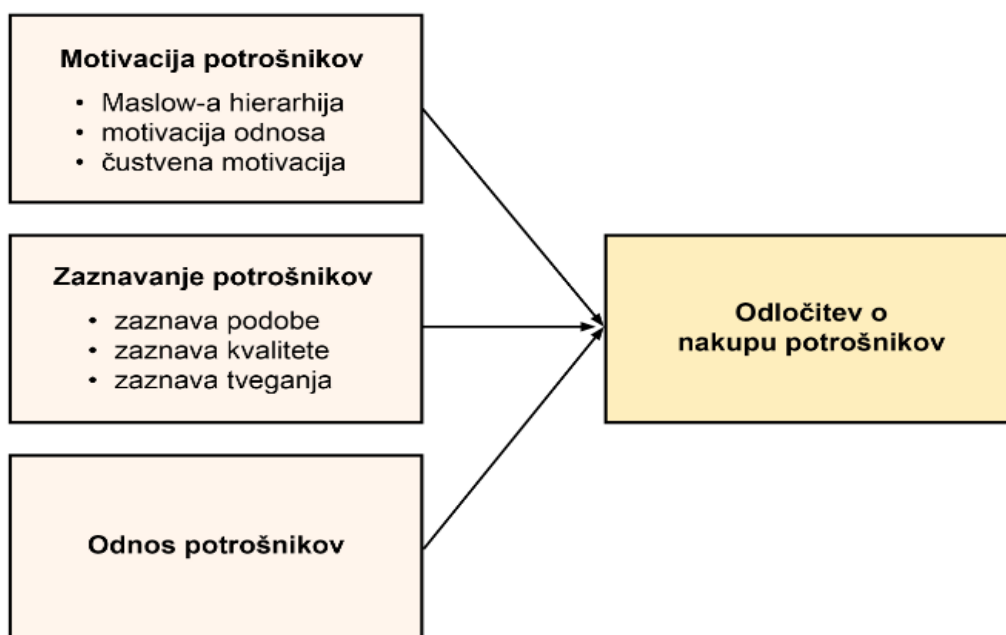 Motivacija potrošnikov
• Maslow-a hierarhija
• motivacija odnosa
• čustvena motivacija
Zaznavanje potrošnikov
• zaznava podobe
• zaznava kvalitete
• zaznava tveganja
Odnos potrošnikov
Odločitev o
nakupu potrošnikov